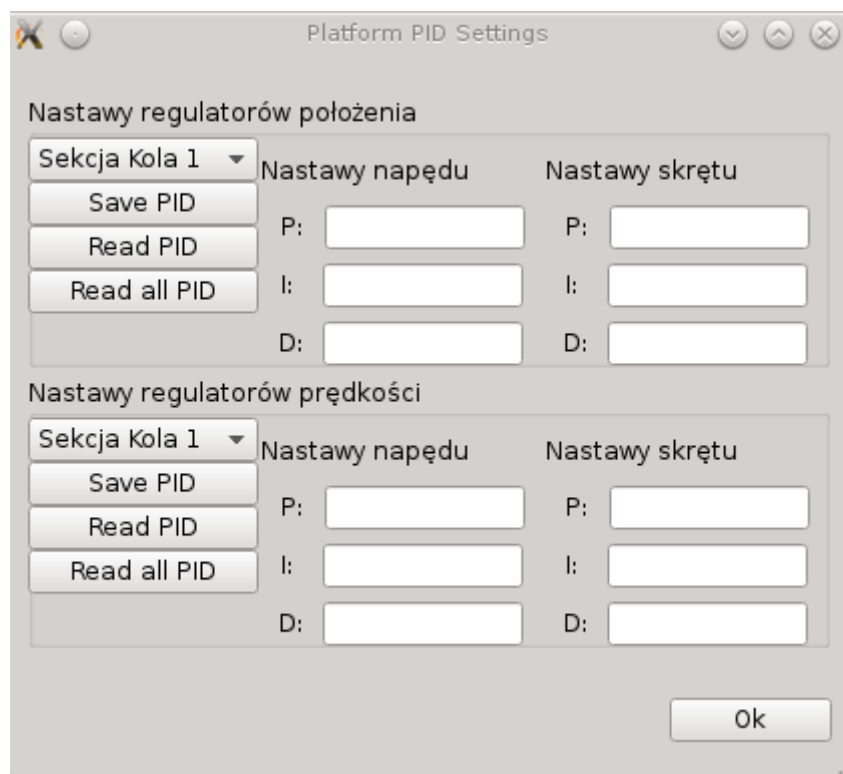 Platform PID Settings
Nastawy regulatorów położenia
Sekcja Kola 1
Save PID
Read PID
Read all PID
Nastawy napędu
P:
I:
D:
Nastawy skrętu
P:
I:
D:
Nastawy regulatorów prędkości
Sekcja Kola 1
Save PID
Read PID
Read all PID
Nastawy napędu
P:
I:
D:
Nastawy skrętu
P:
I:
D:
Ok